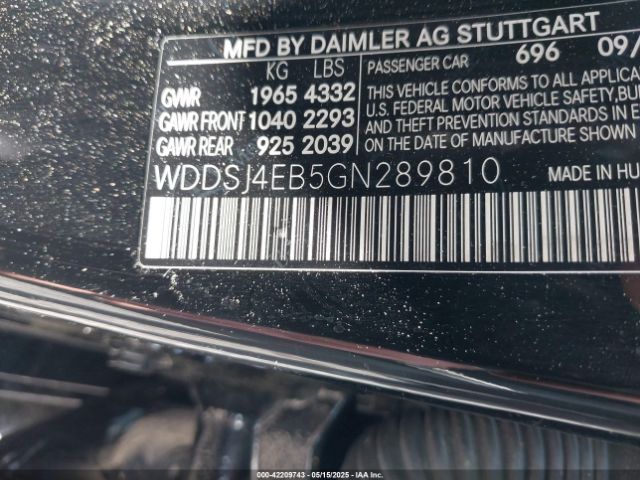 MFD BY DAIMLER AG STUTTGART
KG LBS
GVWR 1965 4332
GAWR FRONT 1040 2293
GAWR REAR 925 2039
PASSENGER CAR 696 09/
THIS VEHICLE CONFORMS TO ALL APPLICA
U.S. FEDERAL MOTOR VEHICLE SAFETY, BU
AND THEFT PREVENTION STANDARDS IN E
ON THE DATE OF MANUFACTURE SHOWN
WDDSJ4EB5GN289810
MADE IN HU
000-42209743 - 05/15/2025 - IAA, Inc.